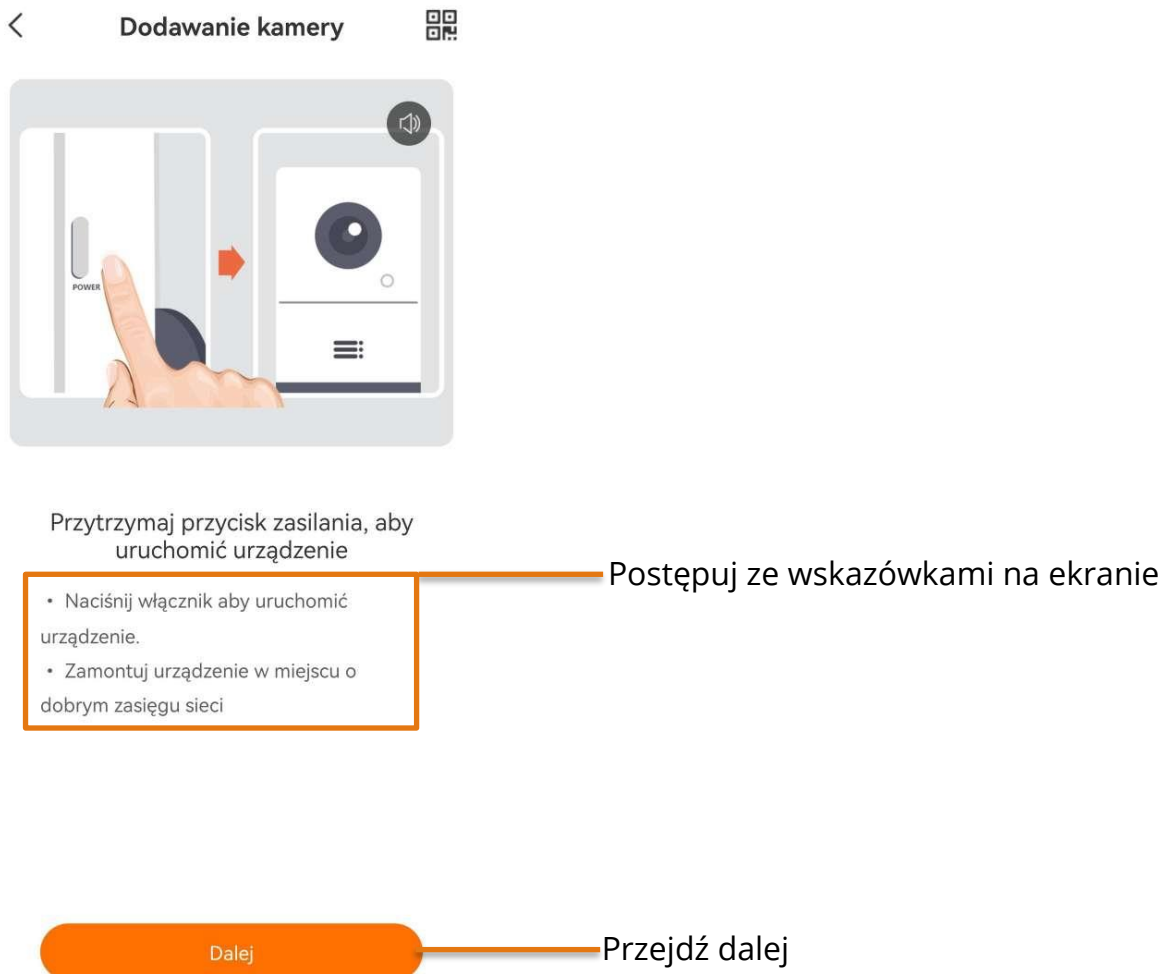 Dodawanie kamery
POWER
Przytrzymaj przycisk zasilania, aby
uruchomić urządzenie
Postępuj ze wskazówkami na ekranie
• Naciśnij włącznik aby uruchomić
urządzenie.
• Zamontuj urządzenie w miejscu o
dobrym zasięgu sieci
Dalej
Przejdź dalej